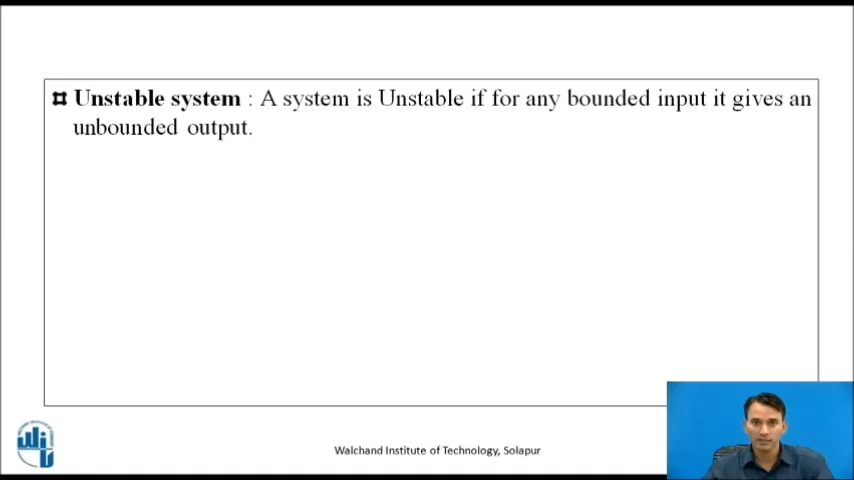 Unstable system : A system is Unstable if for any bounded input it gives an
unbounded output.
Walchand Institute of Technology, Solapur